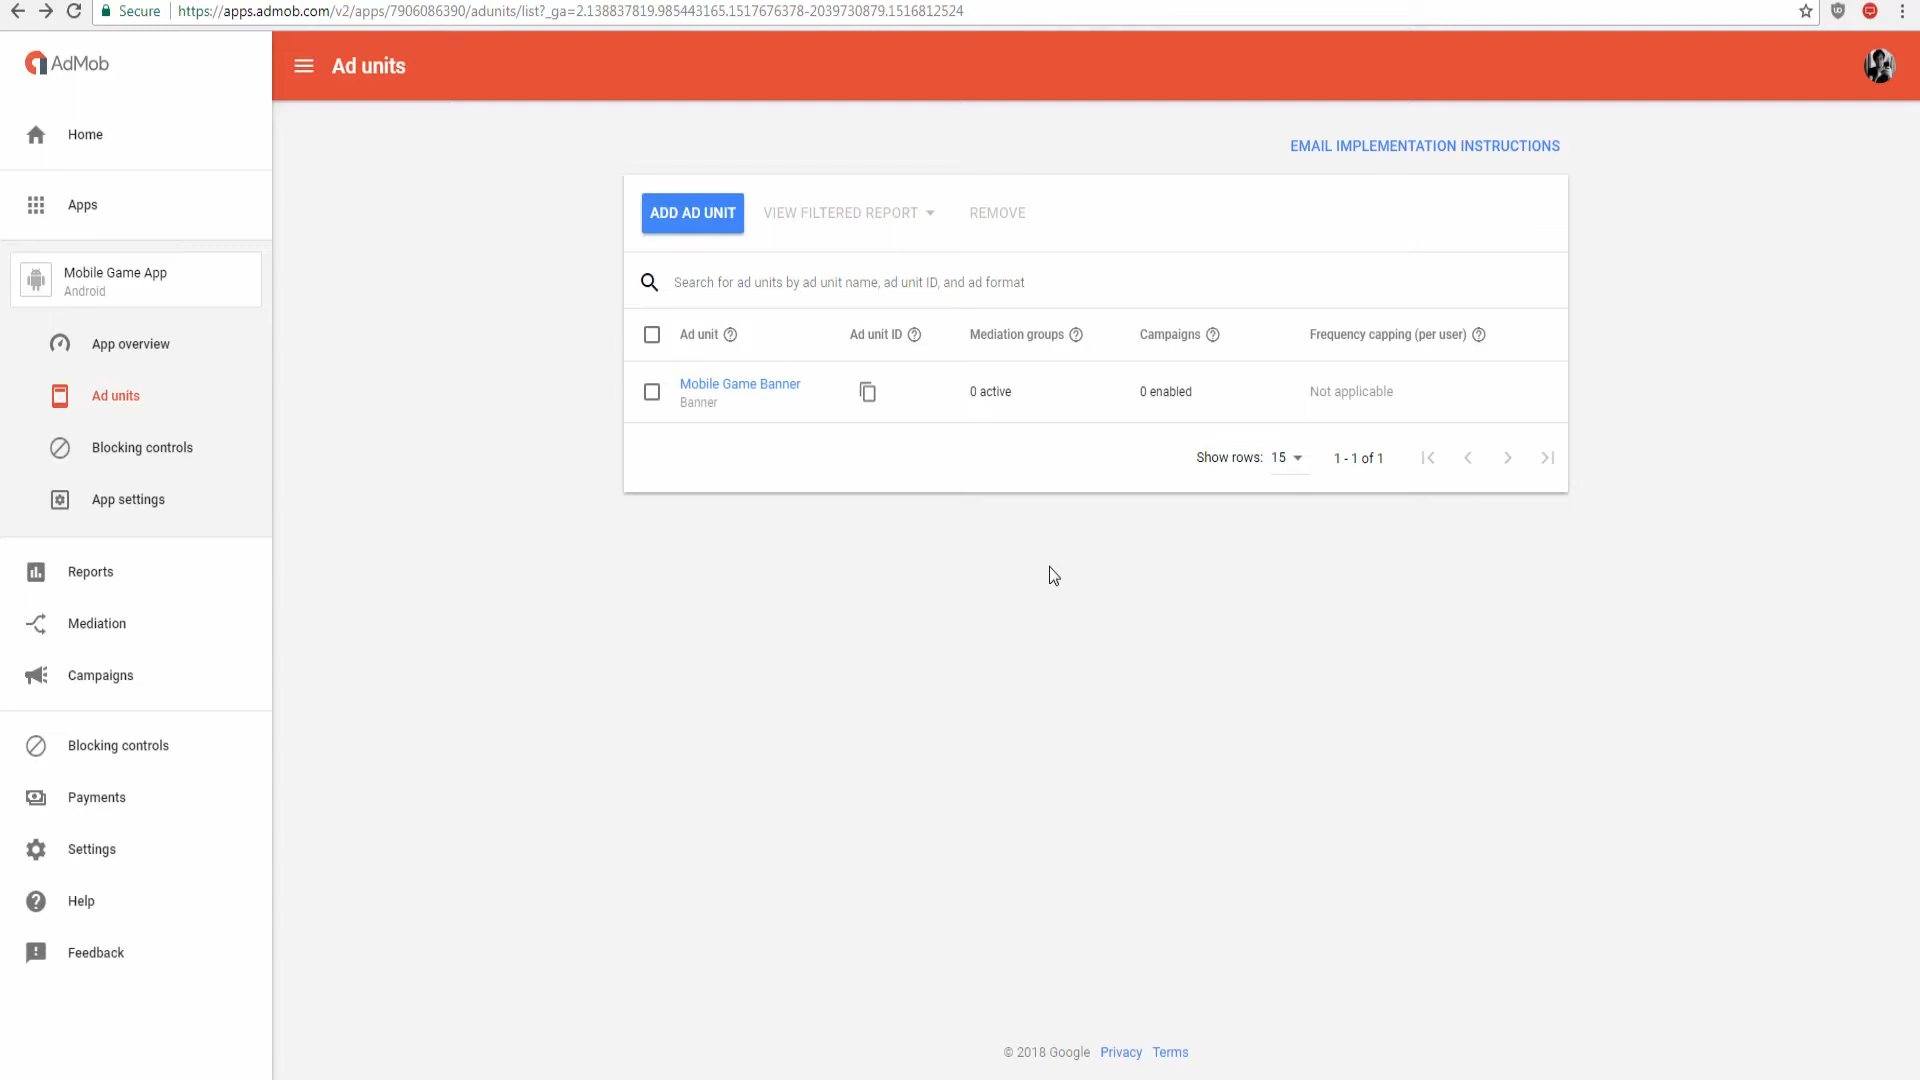 Secure https://apps.admob.com/v2/apps/7906086390/adunits/list?_ga=2.138837819.985443165.1517676378-2039730879.1516812524
AdMob
Ad units
Home
Apps
Mobile Game App
Android
App overview
Ad units
Blocking controls
App settings
Reports
Mediation
Campaigns
Blocking controls
Payments
Settings
Help
Feedback
EMAIL IMPLEMENTATION INSTRUCTIONS
ADD AD UNIT VIEW FILTERED REPORT REMOVE
Search for ad units by ad unit name, ad unit ID, and ad format
Ad unit Ad unit ID Mediation groups Campaigns Frequency capping (per user)
Mobile Game Banner 0 active 0 enabled Not applicable
Banner
Show rows: 15 1 - 1 of 1
© 2018 Google Privacy Terms